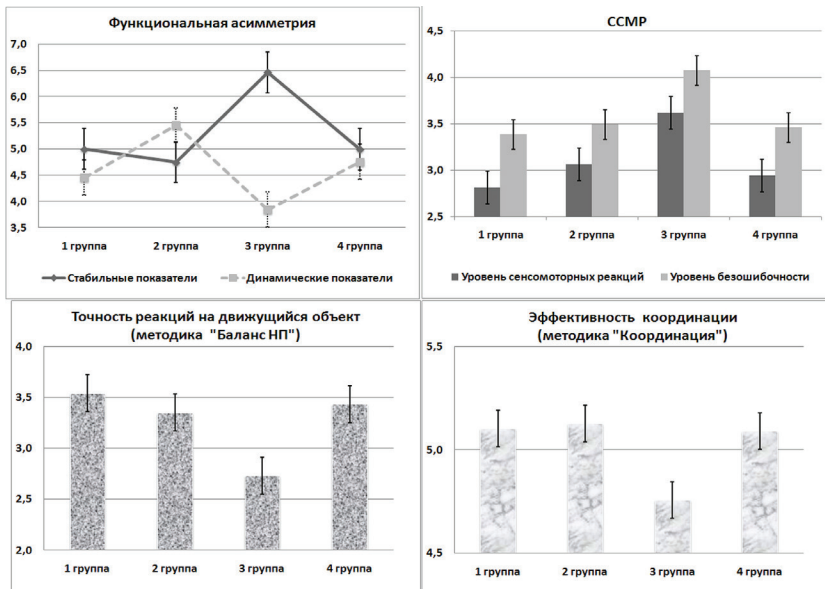 Функциональная асимметрия
7,0
6,5
6,0
5,5
5,0
4,5
4,0
3,5
1 группа 2 группа 3 группа 4 группа
Стабильные показатели Динамические показатели
ССМР
4,5
4,0
3,5
3,0
2,5
1 группа 2 группа 3 группа 4 группа
Уровень сенсомоторных реакций Уровень безошибочности
Точность реакций на движущийся объект
(методика "Баланс НП")
4,0
3,5
3,0
2,5
2,0
1 группа 2 группа 3 группа 4 группа
Эффективность координации
(методика "Координация")
5,5
5,0
4,5
1 группа 2 группа 3 группа 4 группа